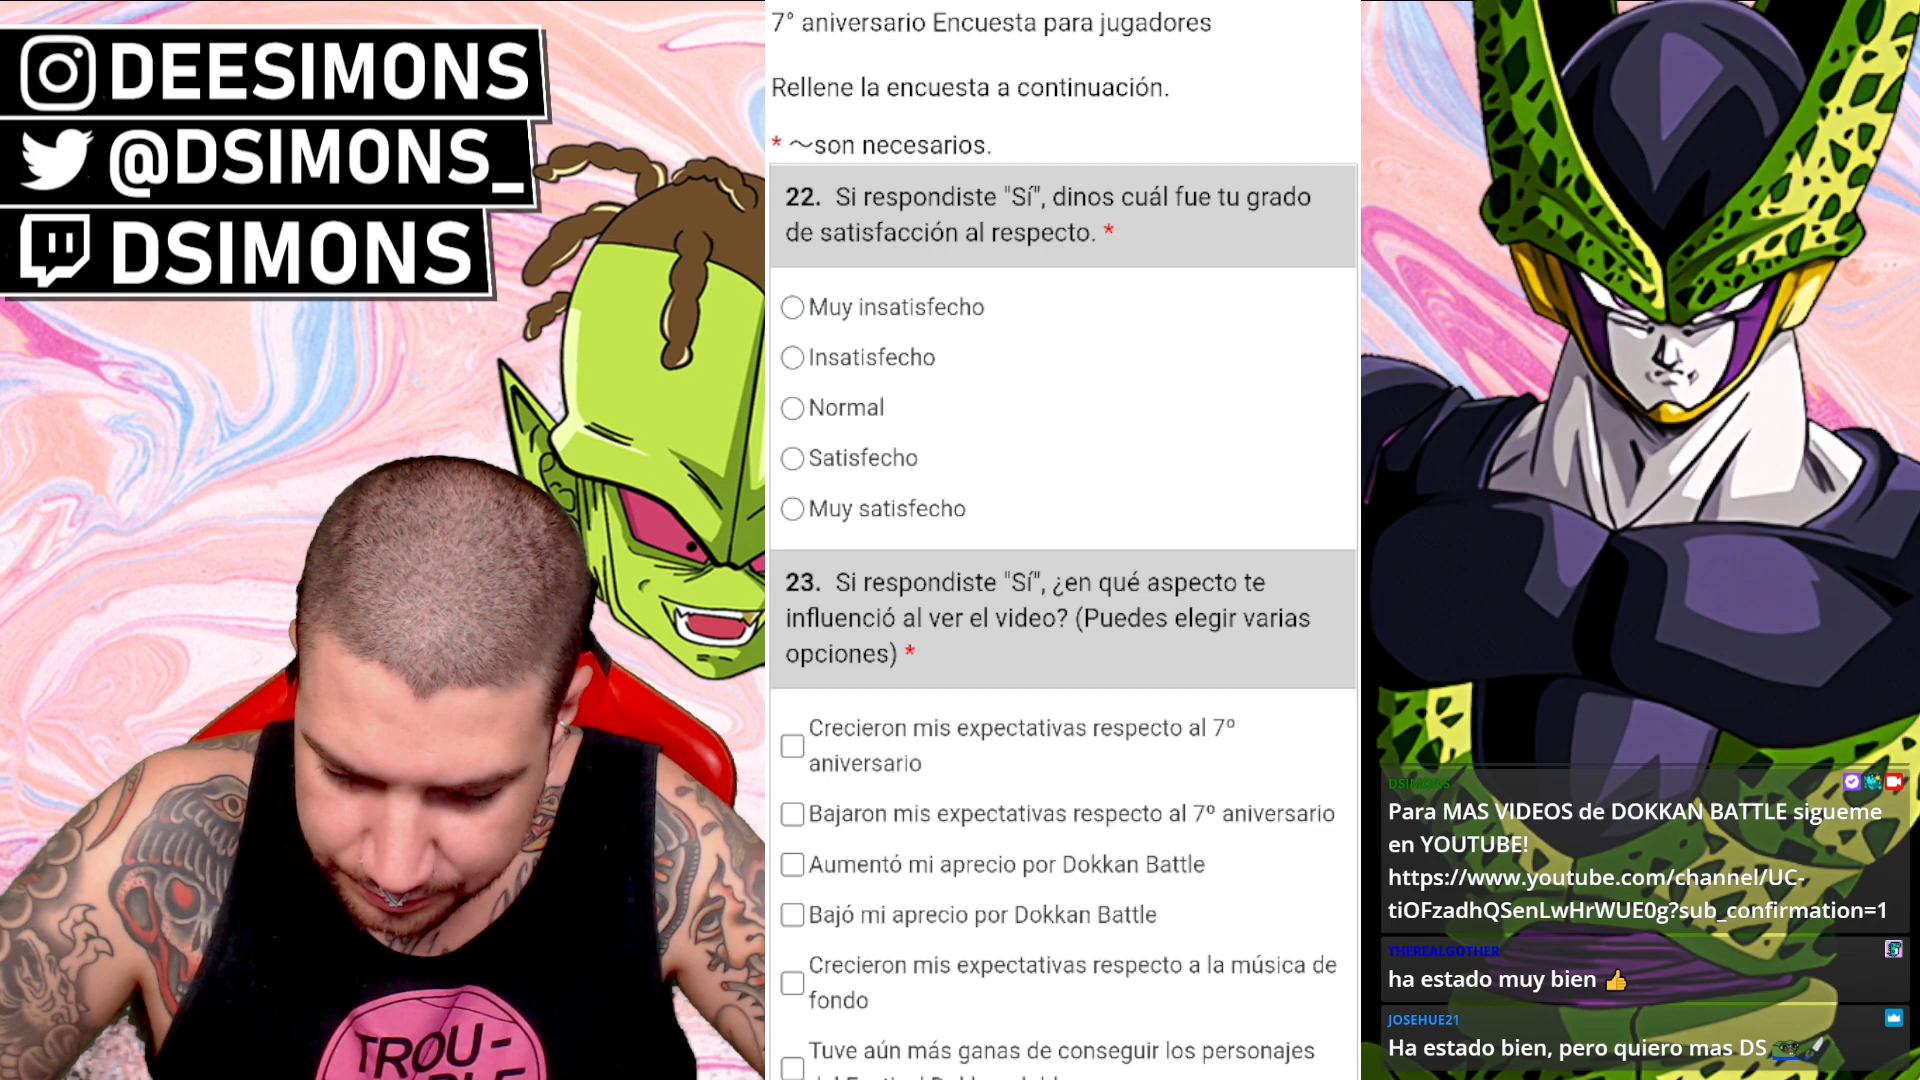 DEESIMONS
@DSIMONS_
DSIMONS
7° aniversario Encuesta para jugadores
Rellene la encuesta a continuación.
* ～son necesarios.
22. Si respondiste "Sí", dinos cuál fue tu grado
de satisfacción al respecto. *
Muy insatisfecho
Insatisfecho
Normal
Satisfecho
Muy satisfecho
23. Si respondiste "Sí", ¿en qué aspecto te
influenció al ver el video? (Puedes elegir varias
opciones) *
Crecieron mis expectativas respecto al 7º
aniversario
Bajaron mis expectativas respecto al 7º aniversario
Aumentó mi aprecio por Dokkan Battle
Bajó mi aprecio por Dokkan Battle
Crecieron mis expectativas respecto a la música de
fondo
Tuve aún más ganas de conseguir los personajes
TROU-
DSIMONS
Para MAS VIDEOS de DOKKAN BATTLE sigueme
en YOUTUBE!
https://www.youtube.com/channel/UC-
tiOFzadhQSenLwHrWUE0g?sub_confirmation=1
THEREALGOTHER
ha estado muy bien 👍
JOSEHUE21
Ha estado bien, pero quiero mas DS